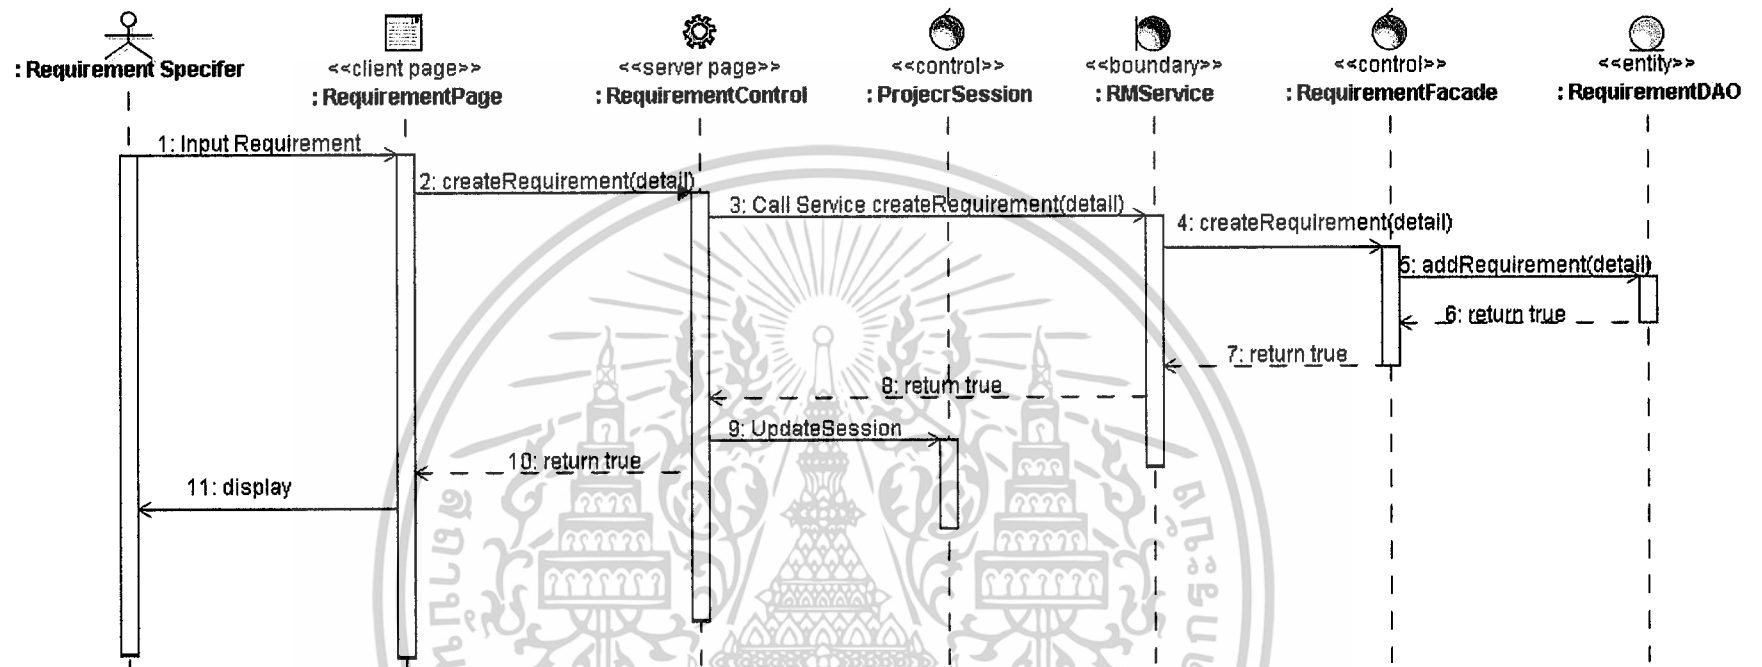 : Requirement Specifer
<<client page>>
: RequirementPage
<<server page>>
: RequirementControl
<<control>>
: ProjecrSession
<<boundary>>
: RMService
<<control>>
: RequirementFacade
<<entity>>
: RequirementDAO
1: Input Requirement
2: createRequirement(detail)
3: Call Service createRequirement(detail)
4: createRequirement(detail)
5: addRequirement(detail)
6: return true
7: return true
8: return true
9: UpdateSession
10: return true
11: display